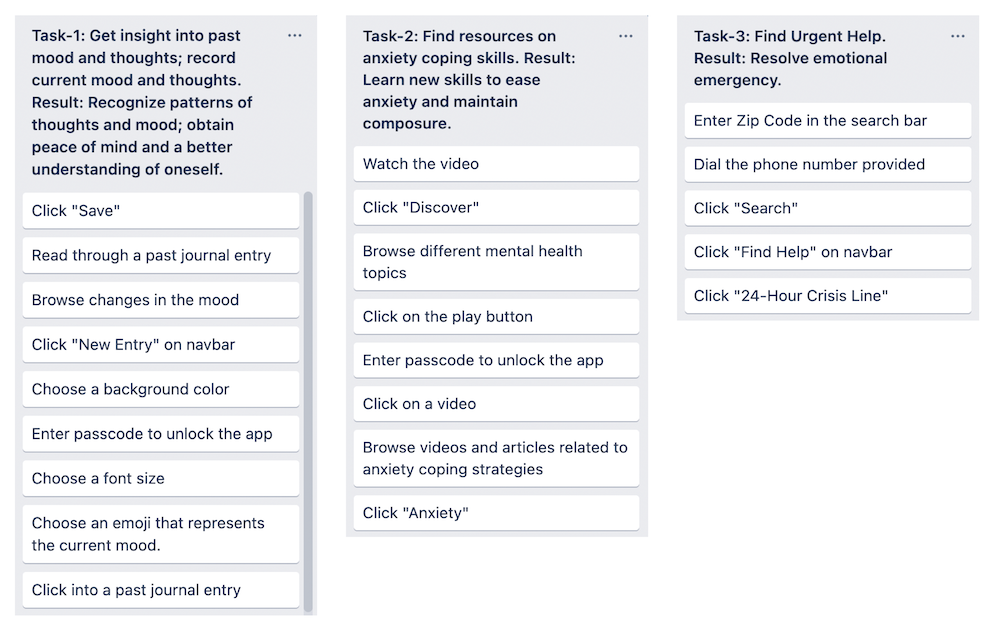 Task-1: Get insight into past
mood and thoughts; record
current mood and thoughts.
Result: Recognize patterns of
thoughts and mood; obtain
peace of mind and a better
understanding of oneself.
Click "Save"
Read through a past journal entry
Browse changes in the mood
Click "New Entry" on navbar
Choose a background color
Enter passcode to unlock the app
Choose a font size
Choose an emoji that represents
the current mood.
Click into a past journal entry
Task-2: Find resources on
anxiety coping skills. Result:
Learn new skills to ease
anxiety and maintain
composure.
Watch the video
Click "Discover"
Browse different mental health
topics
Click on the play button
Enter passcode to unlock the app
Click on a video
Browse videos and articles related to
anxiety coping strategies
Click "Anxiety"
Task-3: Find Urgent Help.
Result: Resolve emotional
emergency.
Enter Zip Code in the search bar
Dial the phone number provided
Click "Search"
Click "Find Help" on navbar
Click "24-Hour Crisis Line"